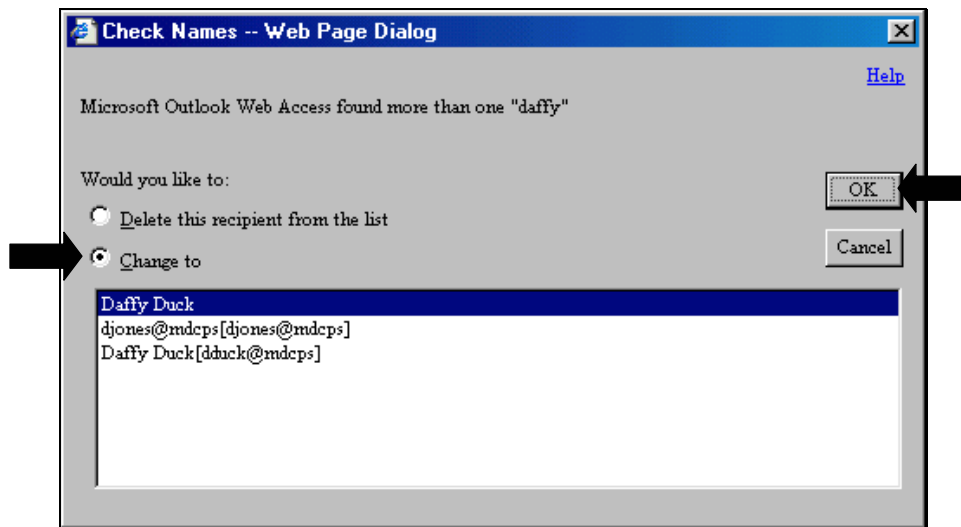 Check Names -- Web Page Dialog
Help
Microsoft Outlook Web Access found more than one "daffy"
Would you like to:
OK
Delete this recipient from the list
Change to
Cancel
Daffy Duck
djones@mdcps[djones@mdcps]
Daffy Duck[dduck@mdcps]